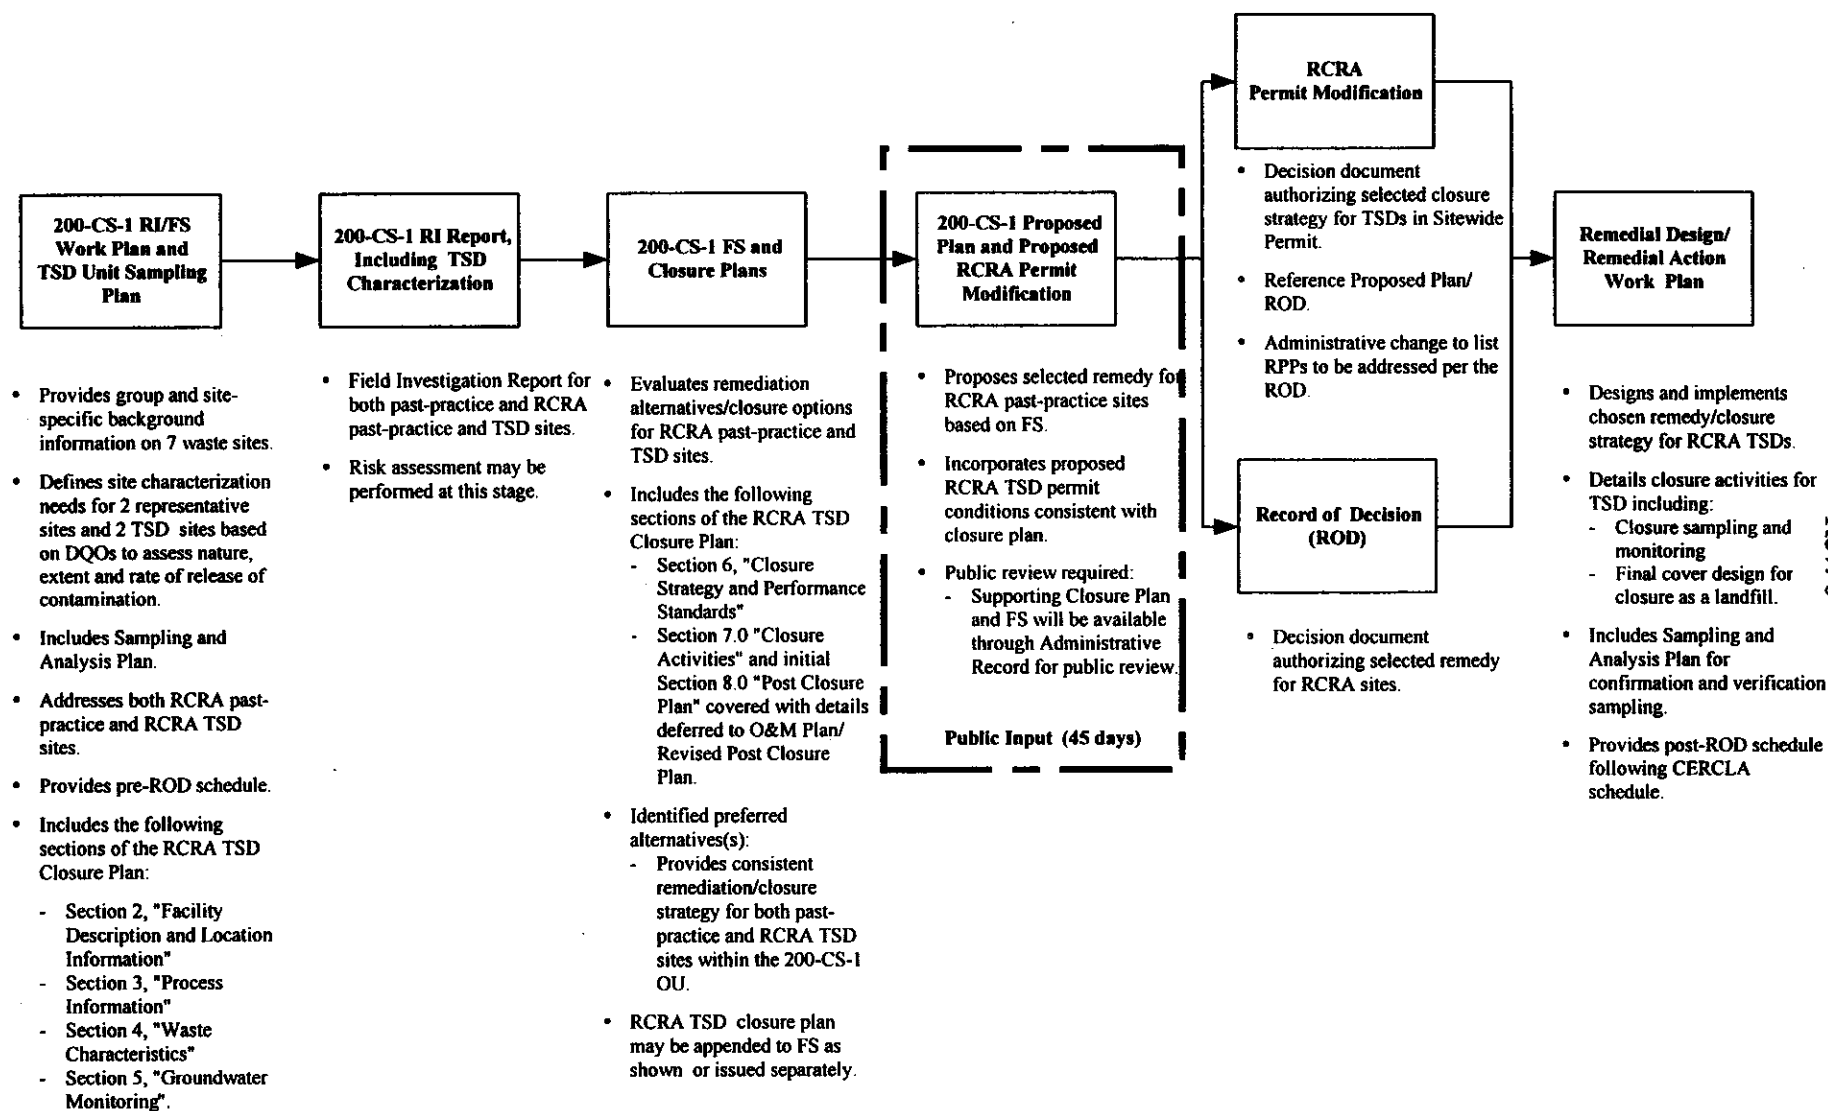 200-CS-1 RI/FS
Work Plan and
TSD Unit Sampling
Plan
• Provides group and site-
specific background
information on 7 waste sites.
• Defines site characterization
needs for 2 representative
sites and 2 TSD sites based
on DQOs to assess nature,
extent and rate of release of
contamination.
• Includes Sampling and
Analysis Plan.
• Addresses both RCRA past-
practice and RCRA TSD
sites.
• Provides pre-ROD schedule.
• Includes the following
sections of the RCRA TSD
Closure Plan:
- Section 2, "Facility
Description and Location
Information"
- Section 3, "Process
Information"
- Section 4, "Waste
Characteristics"
- Section 5, "Groundwater
Monitoring".
200-CS-1 RI Report,
Including TSD
Characterization
• Field Investigation Report for
both past-practice and RCRA
past-practice and TSD sites.
• Risk assessment may be
performed at this stage.
200-CS-1 FS and
Closure Plans
• Evaluates remediation
alternatives/closure options
for RCRA past-practice and
TSD sites.
• Includes the following
sections of the RCRA TSD
Closure Plan:
- Section 6, "Closure
Strategy and Performance
Standards"
- Section 7.0 "Closure
Activities" and initial
Section 8.0 "Post Closure
Plan" covered with details
deferred to O&M Plan/
Revised Post Closure
Plan.
• Identified preferred
alternative(s):
- Provides consistent
remediation/closure
strategy for both past-
practice and RCRA TSD
sites within the 200-CS-1
OU.
• RCRA TSD closure plan
may be appended to FS as
shown or issued separately.
200-CS-1 Proposed
Plan and Proposed
RCRA Permit
Modification
• Proposes selected remedy for
RCRA past-practice sites
based on FS.
• Incorporates proposed
RCRA TSD permit
conditions consistent with
closure plan.
• Public review required:
- Supporting Closure Plan
and FS will be available
through Administrative
Record for public review.
Public Input (45 days)
RCRA
Permit Modification
• Decision document
authorizing selected closure
strategy for TSDs in Sitewide
Permit.
• Reference Proposed Plan/
ROD.
• Administrative change to list
RPPs to be addressed per the
ROD.
Record of Decision
(ROD)
• Decision document
authorizing selected remedy
for RCRA sites.
Remedial Design/
Remedial Action
Work Plan
• Designs and implements
chosen remedy/closure
strategy for RCRA TSDs.
• Details closure activities for
TSD including:
- Closure sampling and
monitoring
- Final cover design for
closure as a landfill.
• Includes Sampling and
Analysis Plan for
confirmation and verification
sampling.
• Provides post-ROD schedule
following CERCLA
schedule.